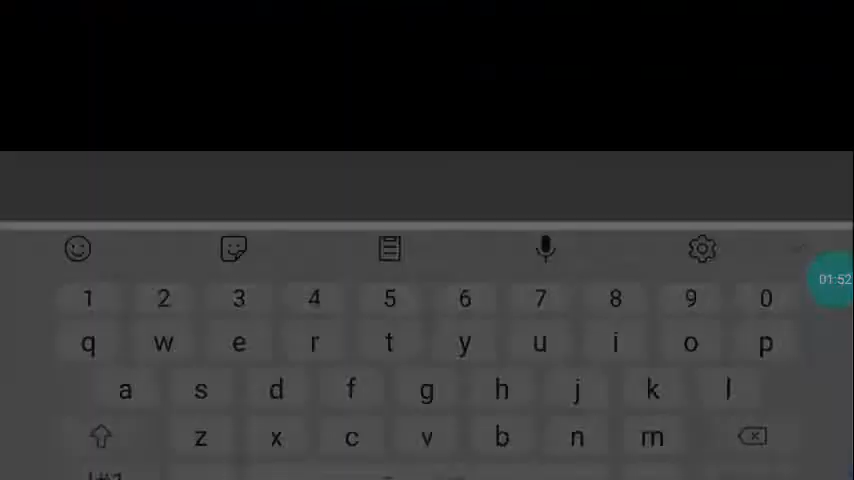 01:52
1 2 3 4 5 6 7 8 9 0
q w e r t y u i o p
a s d f g h j k l
z x c v b n m